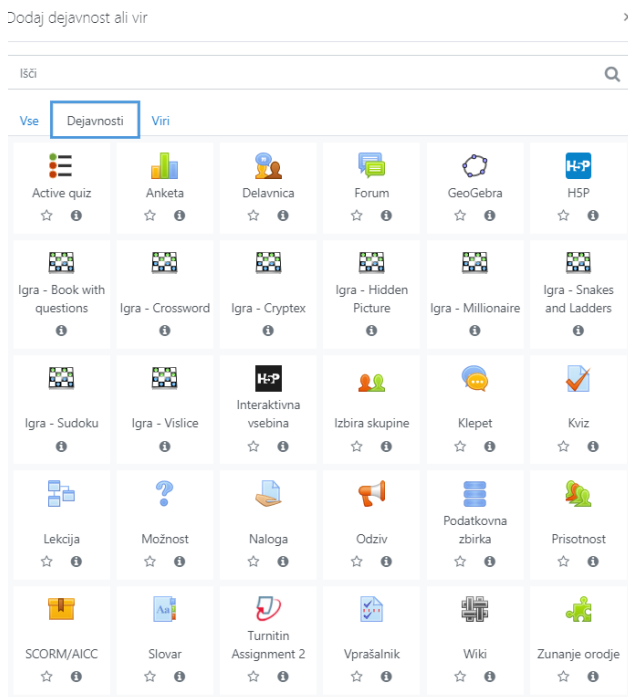 Dodaj dejavnost ali vir
Išči
Vse Dejavnosti Viri
Active quiz
Anketa
Delavnica
Forum
GeoGebra
H5P
H5P
Igra - Book with
questions
Igra - Crossword
Igra - Cryptex
Igra - Hidden
Picture
Igra - Millionaire
Igra - Snakes
and Ladders
Igra - Sudoku
Igra - Vislice
H5P
Interaktivna
vsebina
Izbira skupine
Klepet
Kviz
Lekcija
Možnost
Naloga
Odziv
Podatkovna
zbirka
Prisotnost
SCORM/AICC
Aa
Slovar
Turnitin
Assignment 2
Vprašalnik
Wiki
Zunanje orodje